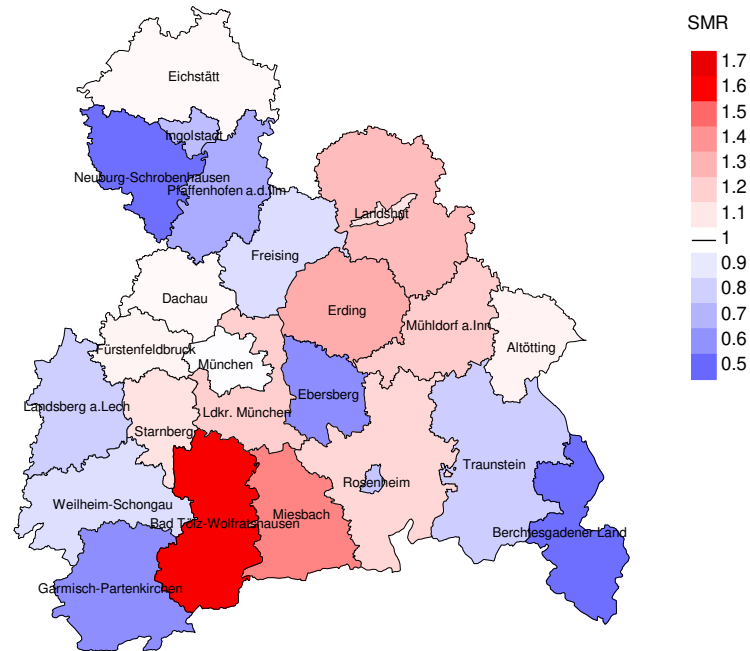 SMR
1.7
1.6
1.5
1.4
1.3
1.2
1.1
1
0.9
0.8
0.7
0.6
0.5
Eichstätt
Ingolstadt
Neuburg-Schrobenhausen
Pfaffenhofen a.d.Ilm
Landshut
Freising
Dachau
Erding
Mühldorf a.Inn
Altötting
Fürstenfeldbruck
München
Ebersberg
Landsberg a.Lech
Ldkr. München
Starnberg
Traunstein
Rosenheim
Weilheim-Schongau
Miesbach
Bad Tölz-Wolfratshausen
Berchtesgadener Land
Garmisch-Partenkirchen